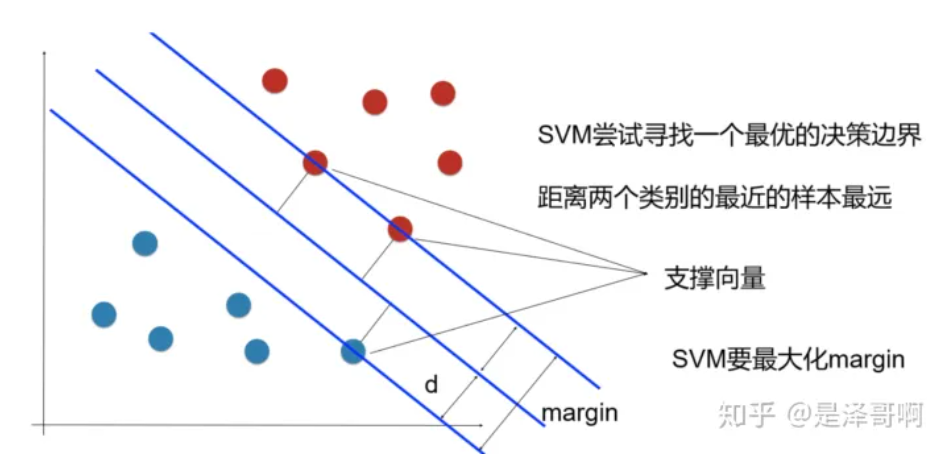 SVM尝试寻找一个最优的决策边界
距离两个类别的最近的样本最远
支撑向量
SVM要最大化margin
d
margin
知乎 @是泽哥啊